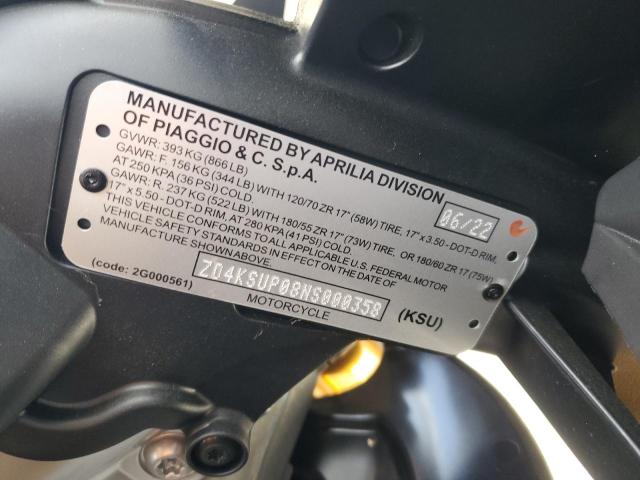 MANUFACTURED BY APRILIA DIVISION
OF PIAGGIO & C. S.p.A. 06/22
GVWR: 393 KG (866 LB)
GAWR: F. 156 KG (344 LB) WITH 120/70 ZR 17" (58W) TIRE, 17" x 3.50 - DOT-D RIM,
AT 250 KPA (36 PSI) COLD.
GAWR: R. 237 KG (522 LB) WITH 180/55 ZR 17" (73W) TIRE, OR 180/60 ZR 17 (75W)
17" x 5.50 - DOT-D RIM, AT 280 KPA (41 PSI) COLD.
THIS VEHICLE CONFORMS TO ALL APPLICABLE U.S. FEDERAL MOTOR
VEHICLE SAFETY STANDARDS IN EFFECT ON THE DATE OF
MANUFACTURE SHOWN ABOVE.
(code: 2G000561) ZD4KSUP08NS000358 (KSU)
MOTORCYCLE